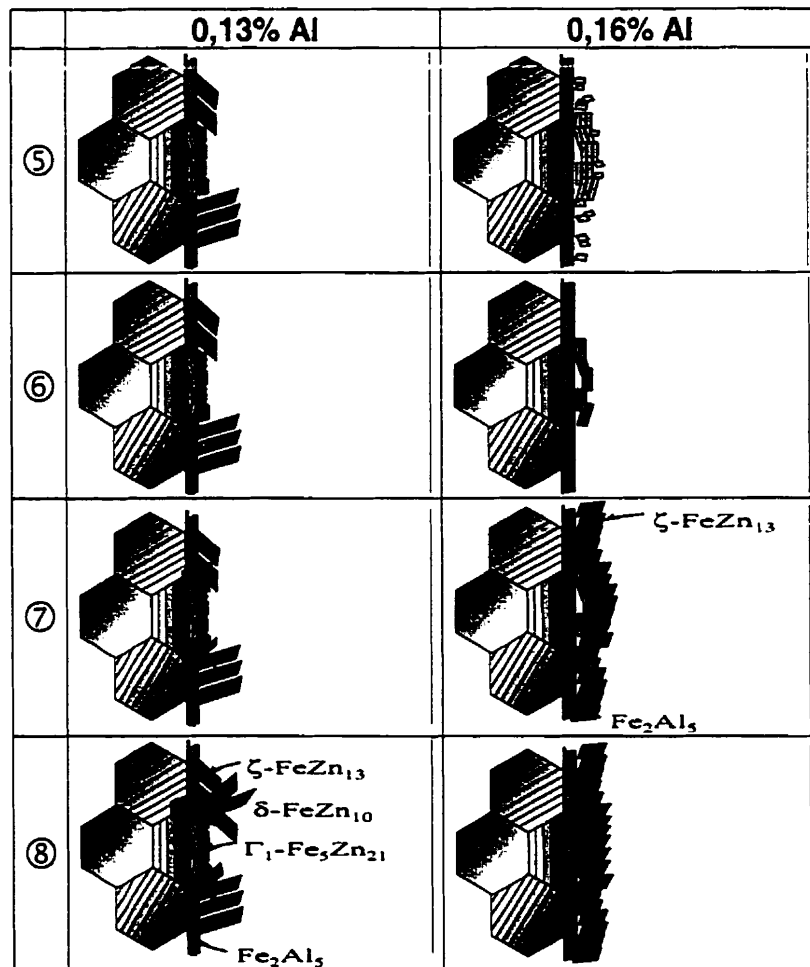 0,13% Al 0,16% Al
⑤
⑥
⑦ ζ-FeZn₁₃
Fe₂Al₅
⑧ ζ-FeZn₁₃
δ-FeZn₁₀
Γ₁-Fe₅Zn₂₁
Fe₂Al₅